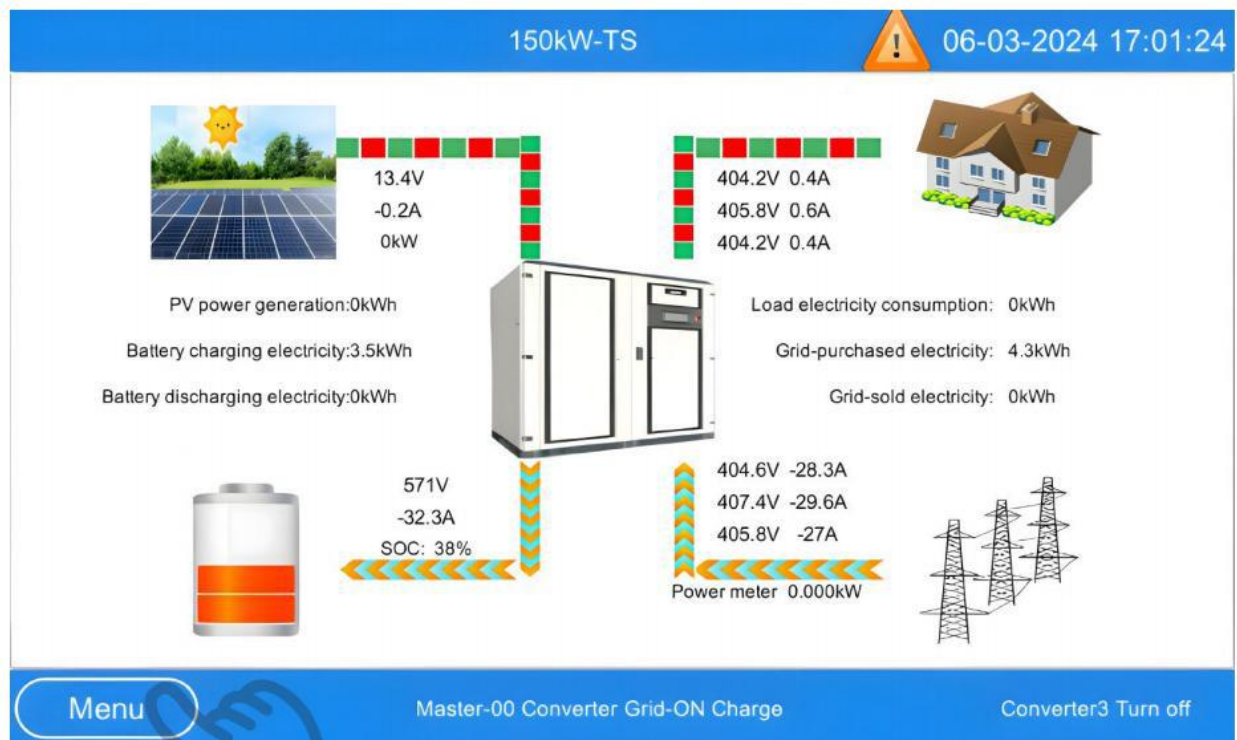 150kW-TS
06-03-2024 17:01:24
13.4V
-0.2A
0kW
404.2V 0.4A
405.8V 0.6A
404.2V 0.4A
PV power generation:0kWh
Battery charging electricity:3.5kWh
Battery discharging electricity:0kWh
Load electricity consumption: 0kWh
Grid-purchased electricity: 4.3kWh
Grid-sold electricity: 0kWh
571V
-32.3A
SOC: 38%
404.6V -28.3A
407.4V -29.6A
405.8V -27A
Power meter 0.000kW
Menu
Master-00 Converter Grid-ON Charge
Converter3 Turn off